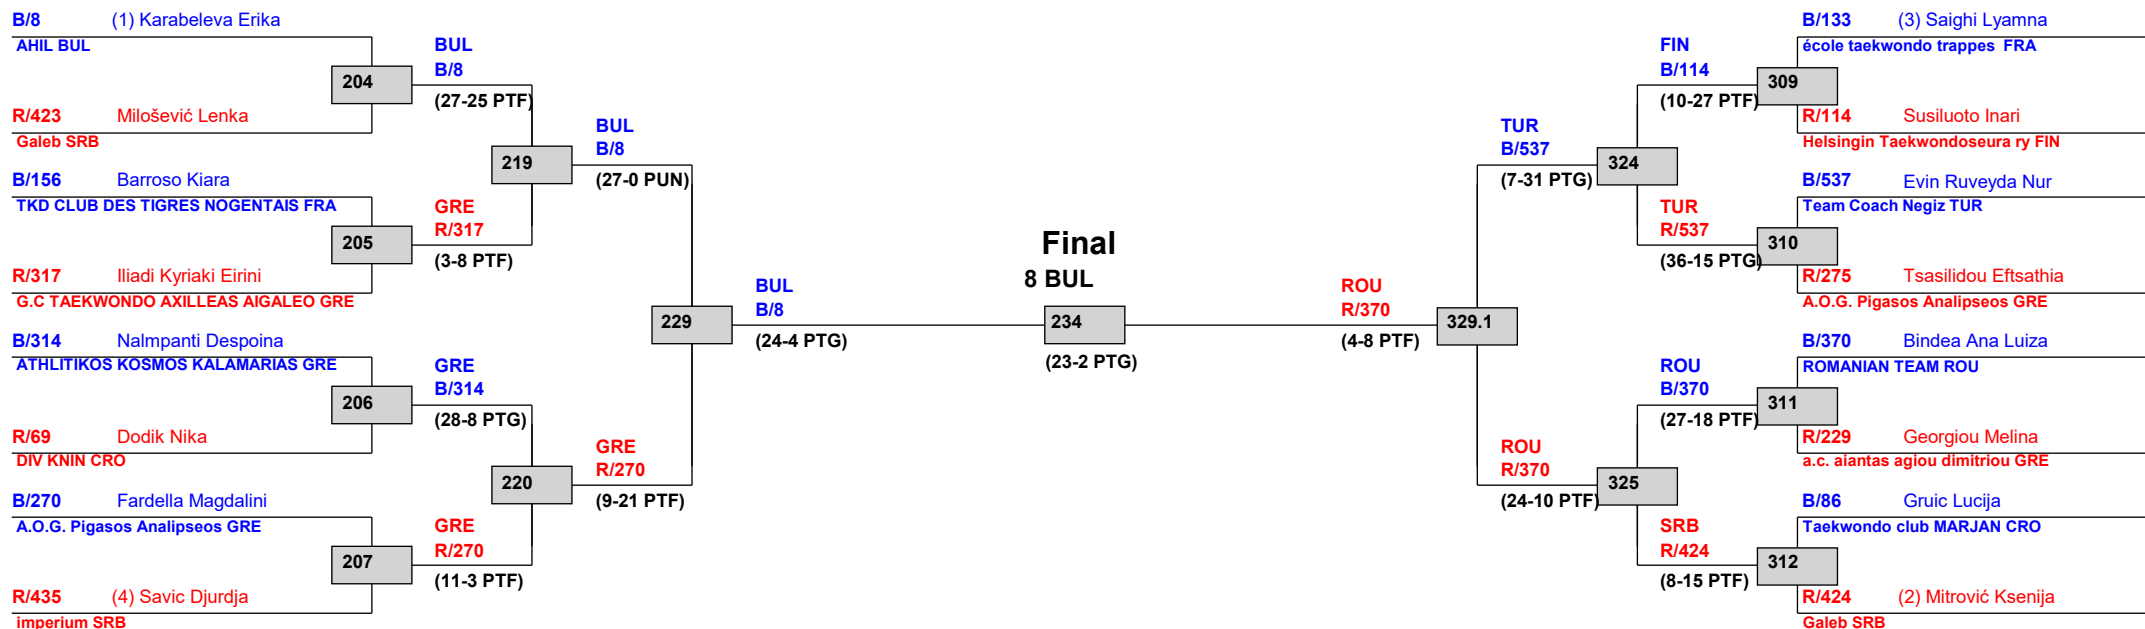 B/8 (1) Karabeleva Erika
AHIL BUL
204
R/423 Milošević Lenka
Galeb SRB
B/156 Barroso Kiara
TKD CLUB DES TIGRES NOGENTAIS FRA
205
R/317 Iliadi Kyriaki Eirini
G.C TAEKWONDO AXILLEAS AIGALEO GRE
B/314 Nalmpanti Despoina
ATHLITIKOS KOSMOS KALAMARIAS GRE
206
R/69 Dodik Nika
DIV KNIN CRO
B/270 Fardella Magdalini
A.O.G. Pigasos Analipseos GRE
207
R/435 (4) Savic Djurdja
imperium SRB
BUL
B/8
(27-25 PTF)
219
GRE
R/317
(3-8 PTF)
GRE
B/314
(28-8 PTG)
220
GRE
R/270
(11-3 PTF)
BUL
B/8
(27-0 PUN)
229
GRE
R/270
(9-21 PTF)
BUL
B/8
(24-4 PTG)
Final
8 BUL
234
(23-2 PTG)
ROU
R/370
(4-8 PTF)
329.1
TUR
B/537
(7-31 PTG)
324
ROU
R/370
(24-10 PTF)
325
FIN
B/114
(10-27 PTF)
TUR
R/537
(36-15 PTG)
ROU
B/370
(27-18 PTF)
SRB
R/424
(8-15 PTF)
B/133 (3) Saighi Lyamna
école taekwondo trappes FRA
309
R/114 Susiluoto Inari
Helsingin Taekwondoseura ry FIN
B/537 Evin Ruveyda Nur
Team Coach Negiz TUR
310
R/275 Tsasilidou Eftsathia
A.O.G. Pigasos Analipseos GRE
B/370 Bindea Ana Luiza
ROMANIAN TEAM ROU
311
R/229 Georgiou Melina
a.c. aiantas agiou dimitriou GRE
B/86 Gruic Lucija
Taekwondo club MARJAN CRO
312
R/424 (2) Mitrović Ksenija
Galeb SRB